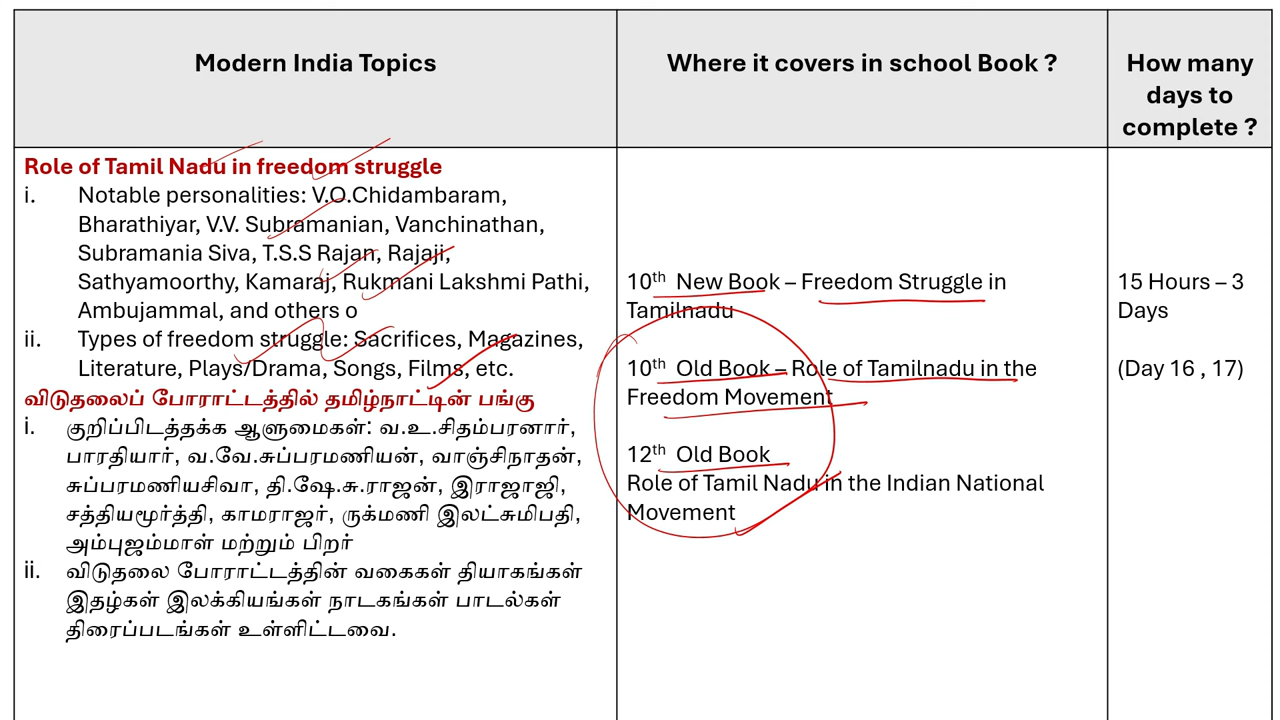 Modern India Topics
Where it covers in school Book ?
How many
days to
complete ?
Role of Tamil Nadu in freedom struggle
i. Notable personalities: V.O.Chidambaram,
Bharathiyar, V.V. Subramanian, Vanchinathan,
Subramania Siva, T.S.S Rajan, Rajaji,
Sathyamoorthy, Kamaraj, Rukmani Lakshmi Pathi,
Ambujammal, and others o
ii. Types of freedom struggle: Sacrifices, Magazines,
Literature, Plays/Drama, Songs, Films, etc.
விடுதலைப் போராட்டத்தில் தமிழ்நாட்டின் பங்கு
i. குறிப்பிடத்தக்க ஆளுமைகள்: வ.உ.சிதம்பரனார்,
பாரதியார், வ.வே.சுப்பரமணியன், வாஞ்சிநாதன்,
சுப்பரமணியசிவா, தி.ஷே.சு.ராஜன், இராஜாஜி,
சத்தியமூர்த்தி, காமராஜர், ருக்மணி இலட்சுமிபதி,
அம்புஜம்மாள் மற்றும் பிறர்
ii. விடுதலை போராட்டத்தின் வகைகள் தியாகங்கள்
இதழ்கள் இலக்கியங்கள் நாடகங்கள் பாடல்கள்
திரைப்படங்கள் உள்ளிட்டவை.
10th New Book – Freedom Struggle in
Tamilnadu
10th Old Book – Role of Tamilnadu in the
Freedom Movement
12th Old Book
Role of Tamil Nadu in the Indian National
Movement
15 Hours – 3
Days
(Day 16 , 17)